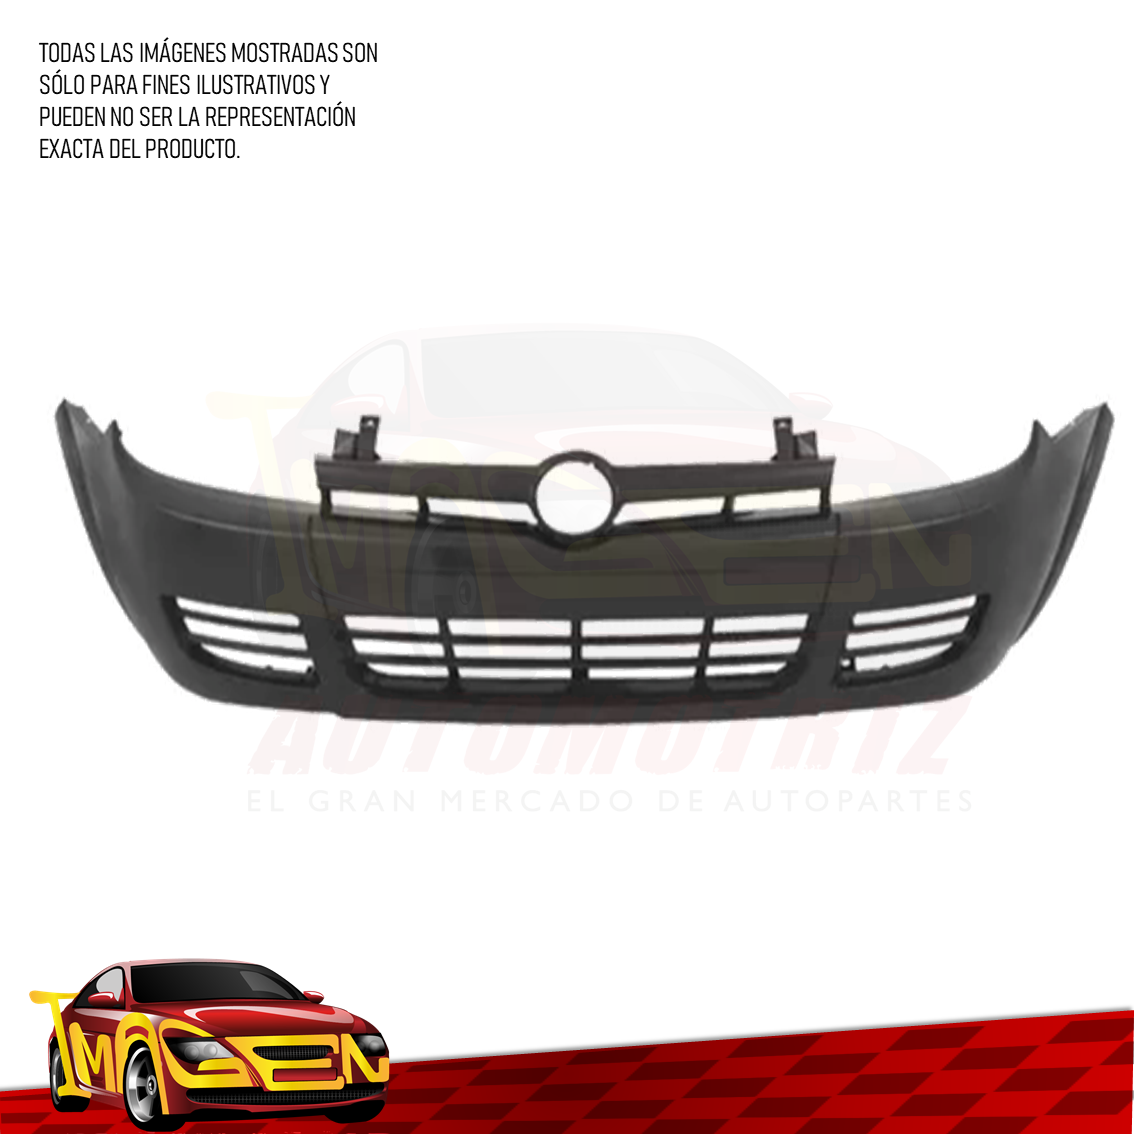 TODAS LAS IMÁGENES MOSTRADAS SON
SÓLO PARA FINES ILUSTRATIVOS Y
PUEDEN NO SER LA REPRESENTACIÓN
EXACTA DEL PRODUCTO.
IMAGEN
AUTOMOTRIZ
EL GRAN MERCADO DE AUTOPARTES
IMAGEN